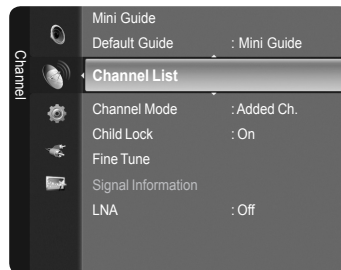 Channel
Mini Guide
Default Guide : Mini Guide
Channel List
Channel Mode : Added Ch.
Child Lock : On
Fine Tune
Signal Information
LNA : Off